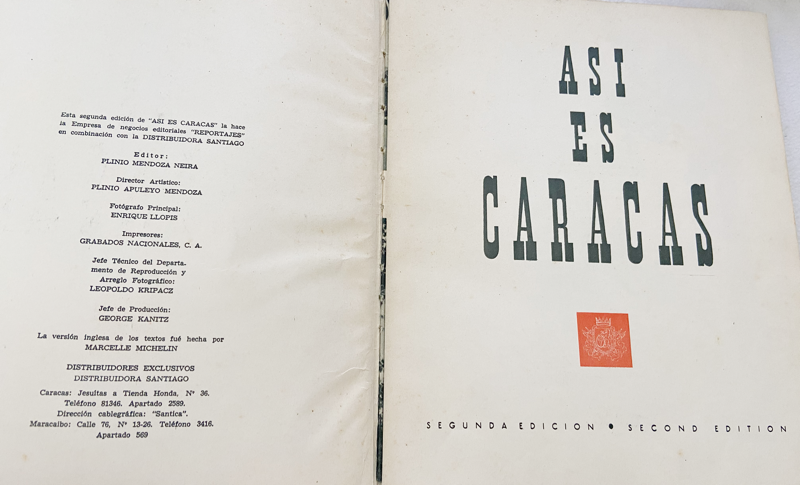 Esta segunda edición de "ASI ES CARACAS" la hace
la Empresa de negocios editoriales "REPORTAJES"
en combinación con la DISTRIBUIDORA SANTIAGO
Editor:
PLINIO MENDOZA NEIRA
Director Artístico:
PLINIO APULEYO MENDOZA
Fotógrafo Principal:
ENRIQUE LLOPIS
Impresores:
GRABADOS NACIONALES, C. A.
Jefe Técnico del Departa-
mento de Reproducción y
Arreglo Fotográfico:
LEOPOLDO KRIPACZ
Jefe de Producción:
GEORGE KANITZ
La versión inglesa de los textos fué hecha por
MARCELLE MICHELIN
DISTRIBUIDORES EXCLUSIVOS
DISTRIBUIDORA SANTIAGO
Caracas: Jesuitas a Tienda Honda, Nº 36.
Teléfono 81346. Apartado 2589.
Dirección cablegráfica: "Santica".
Maracaibo: Calle 76, Nº 13-26. Teléfono 3416.
Apartado 569
ASI
ES
CARACAS
SEGUNDA EDICION • SECOND EDITION